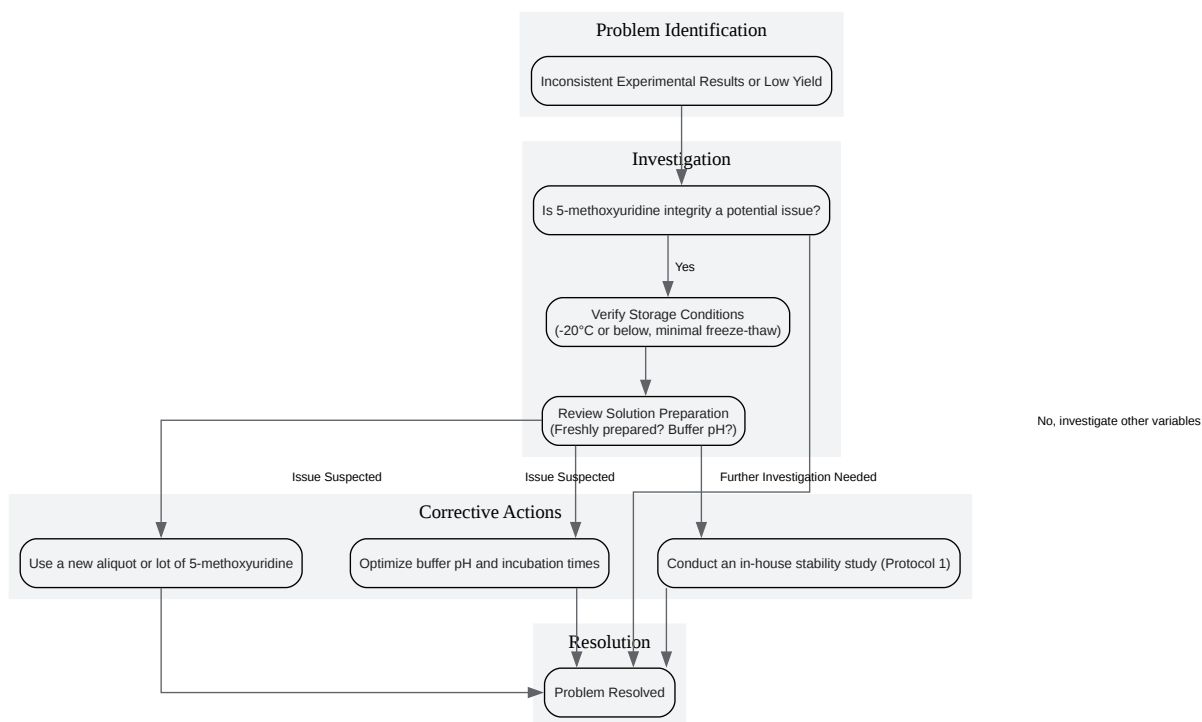 Problem Identification
Inconsistent Experimental Results or Low Yield
Investigation
Is 5-methoxyuridine integrity a potential issue?
Yes
Verify Storage Conditions
(-20°C or below, minimal freeze-thaw)
Review Solution Preparation
(Freshly prepared? Buffer pH?)
No, investigate other variables
Issue Suspected
Issue Suspected
Further Investigation Needed
Corrective Actions
Use a new aliquot or lot of 5-methoxyuridine
Optimize buffer pH and incubation times
Conduct an in-house stability study (Protocol 1)
Resolution
Problem Resolved